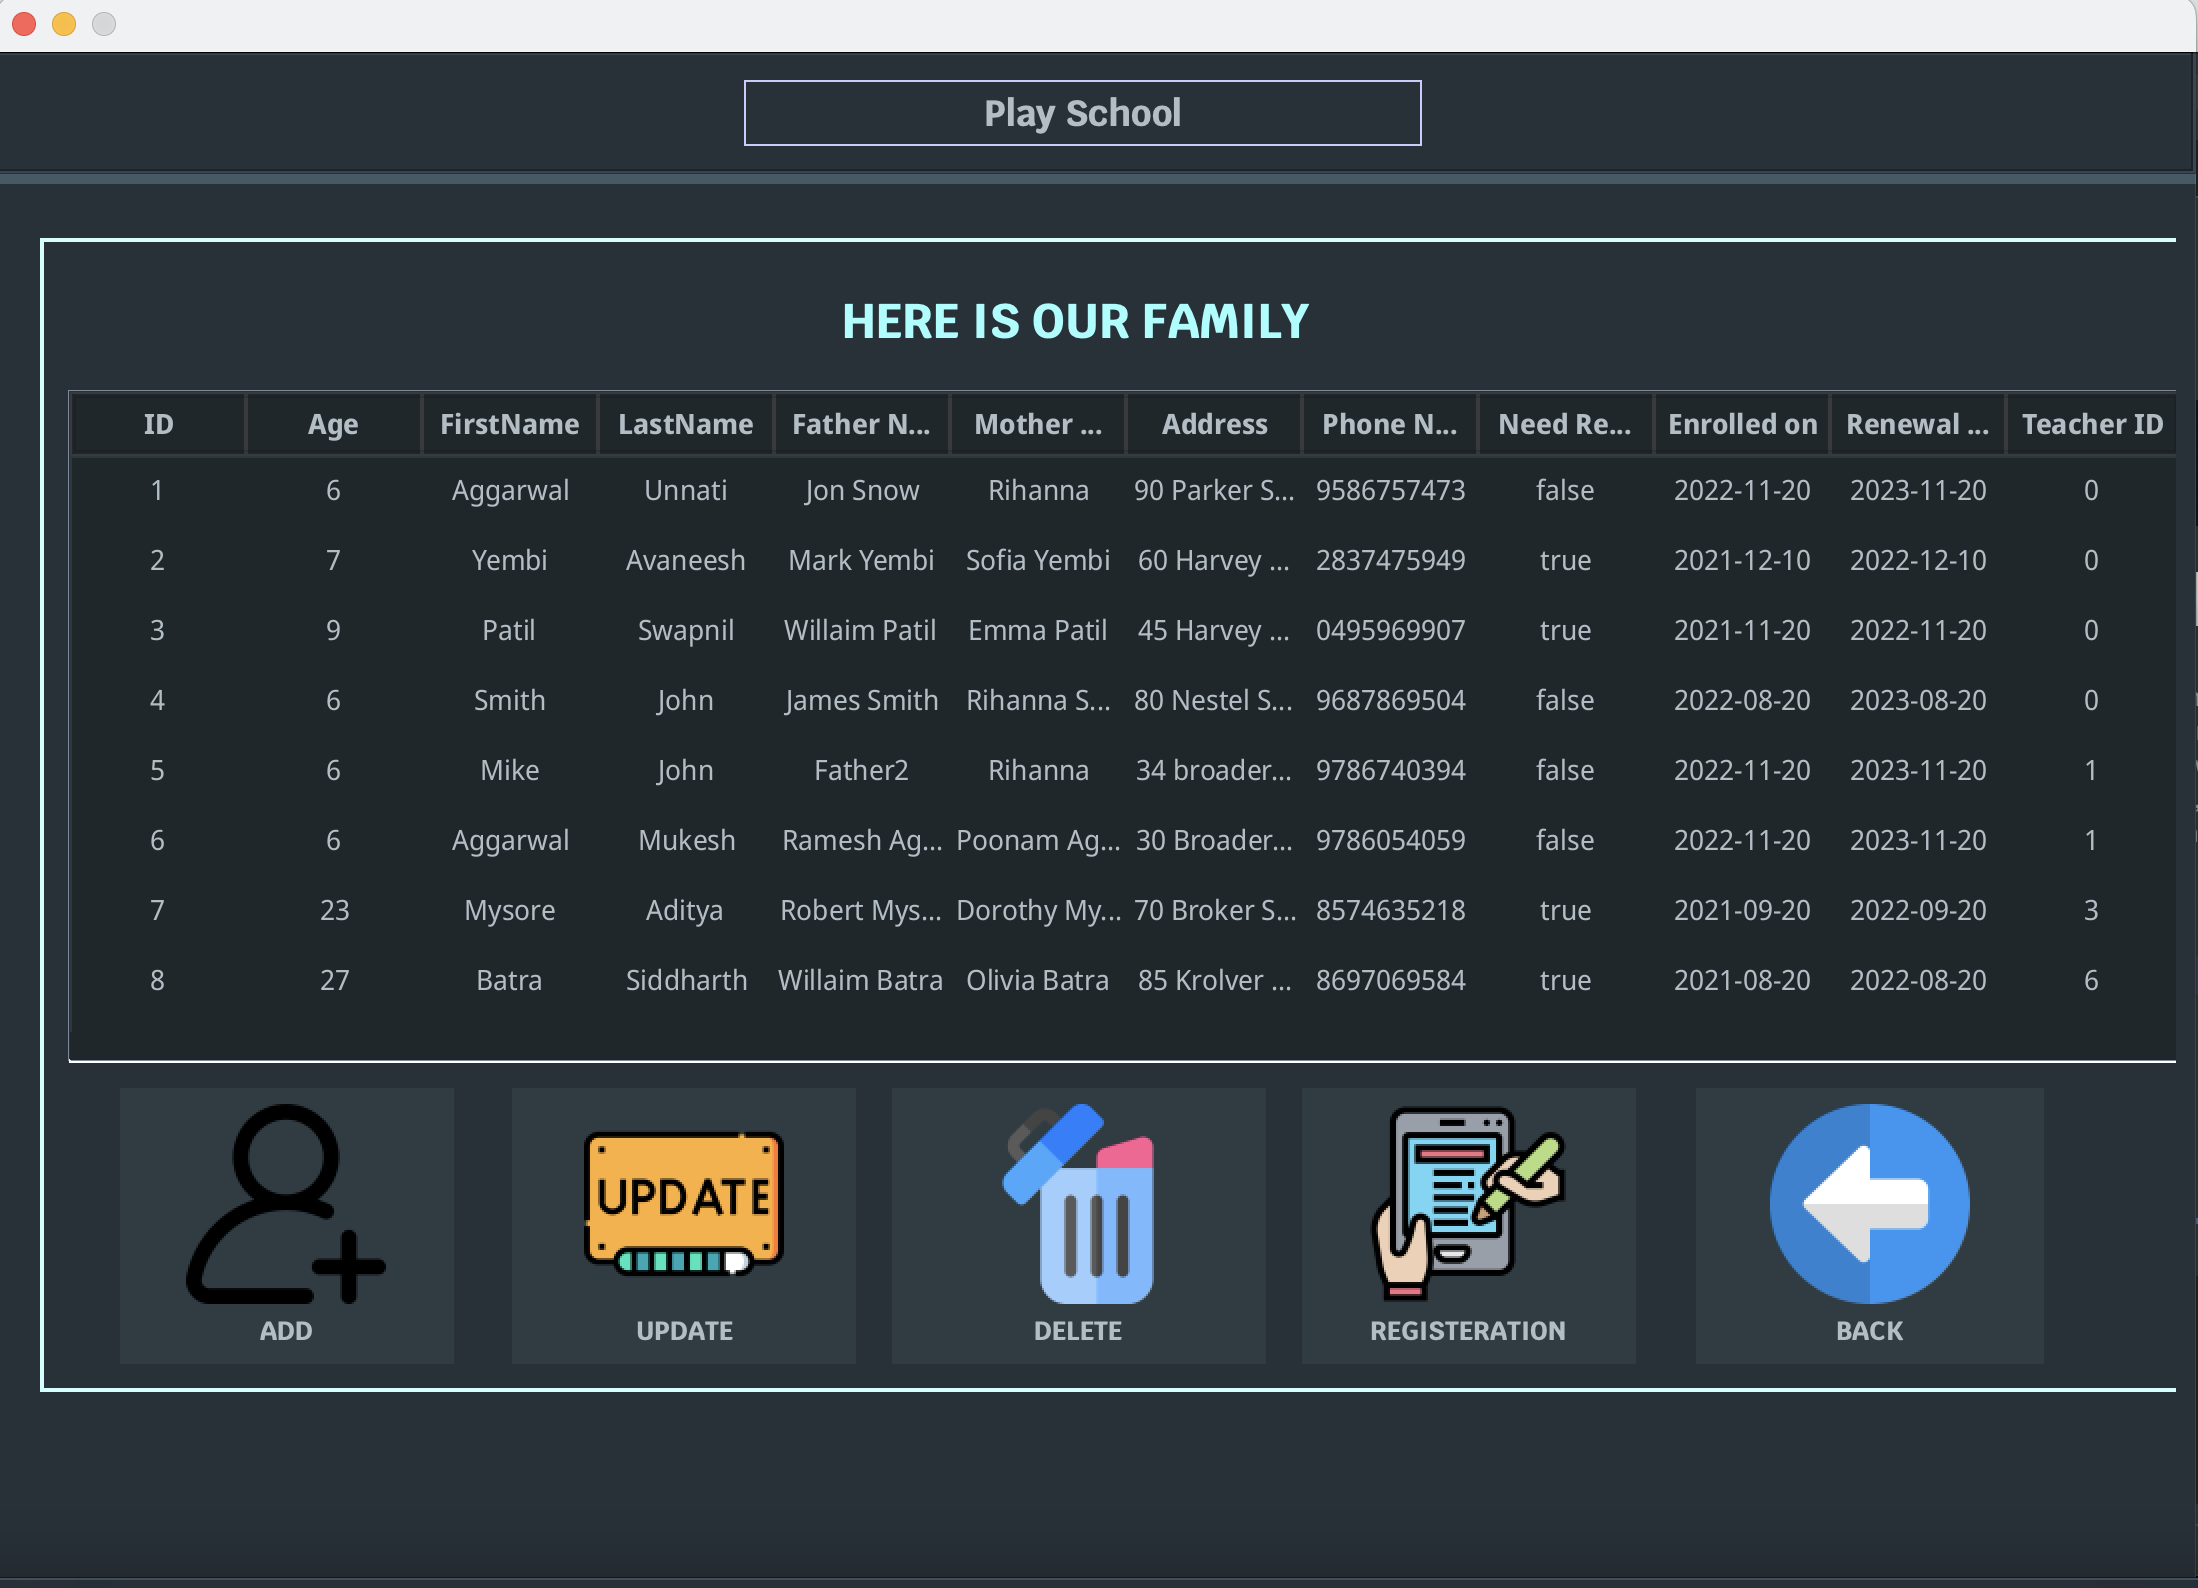 Play School
HERE IS OUR FAMILY
ID Age FirstName LastName Father N... Mother ... Address Phone N... Need Re... Enrolled on Renewal ... Teacher ID
1 6 Aggarwal Unnati Jon Snow Rihanna 90 Parker S... 9586757473 false 2022-11-20 2023-11-20 0
2 7 Yembi Avaneesh Mark Yembi Sofia Yembi 60 Harvey ... 2837475949 true 2021-12-10 2022-12-10 0
3 9 Patil Swapnil Willaim Patil Emma Patil 45 Harvey ... 0495969907 true 2021-11-20 2022-11-20 0
4 6 Smith John James Smith Rihanna S... 80 Nestel S... 9687869504 false 2022-08-20 2023-08-20 0
5 6 Mike John Father2 Rihanna 34 broader... 9786740394 false 2022-11-20 2023-11-20 1
6 6 Aggarwal Mukesh Ramesh Ag... Poonam Ag... 30 Broader... 9786054059 false 2022-11-20 2023-11-20 1
7 23 Mysore Aditya Robert Mys... Dorothy My... 70 Broker S... 8574635218 true 2021-09-20 2022-09-20 3
8 27 Batra Siddharth Willaim Batra Olivia Batra 85 Krolver ... 8697069584 true 2021-08-20 2022-08-20 6
UPDATE
ADD UPDATE DELETE REGISTERATION BACK